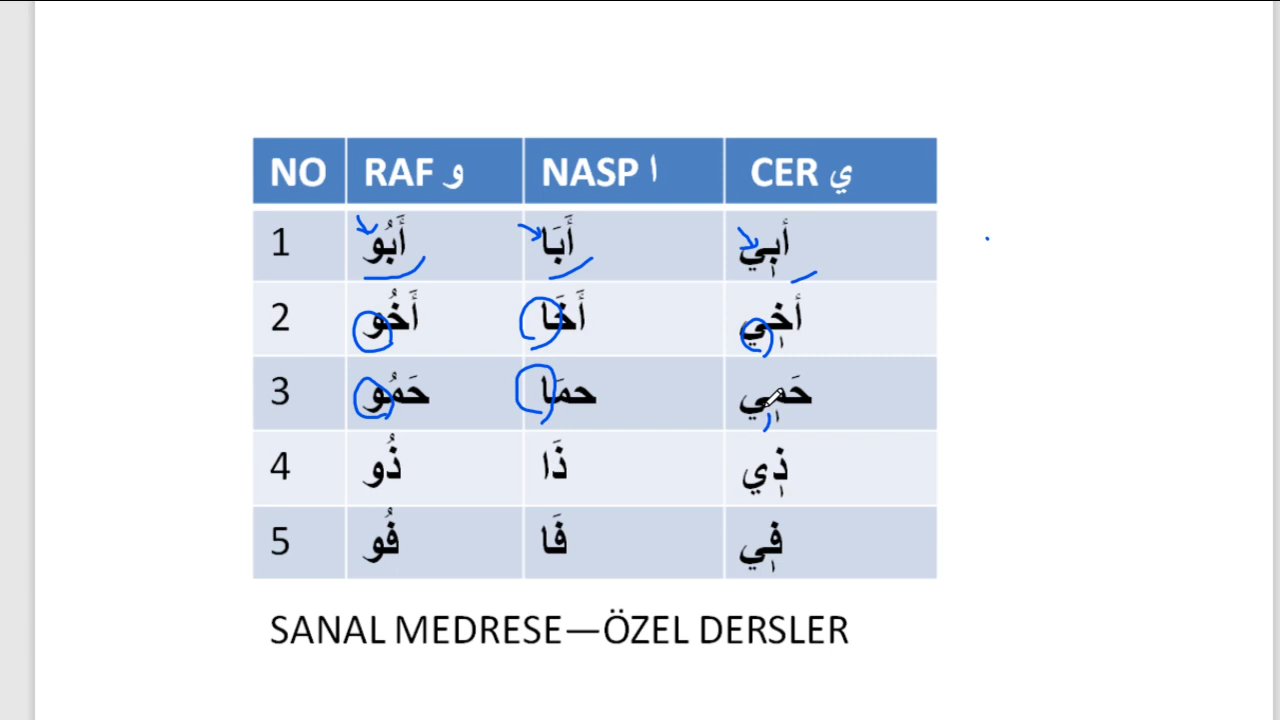 NO RAF و NASP ا CER ي
1 أَبُو أَبَا أَبِي
2 أَخُو أَخَا أَخِي
3 حَمُو حمَا حَمِي
4 ذُو ذَا ذِي
5 فُو فَا فِي
SANAL MEDRESE—ÖZEL DERSLER